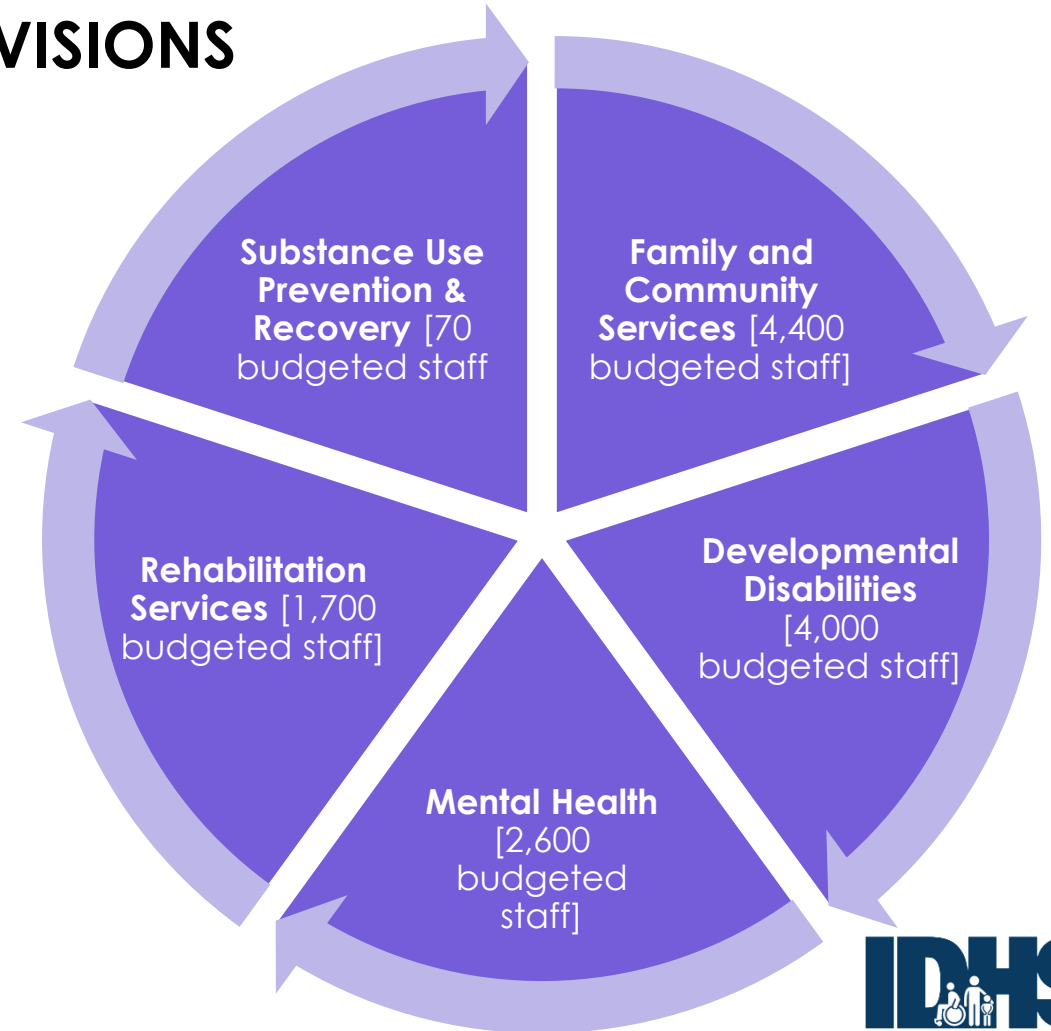 VISIONS
Substance Use
Prevention &
Recovery [70
budgeted staff
Family and
Community
Services [4,400
budgeted staff]
Developmental
Disabilities
[4,000
budgeted staff]
Mental Health
[2,600
budgeted
staff]
Rehabilitation
Services [1,700
budgeted staff]
IDHS